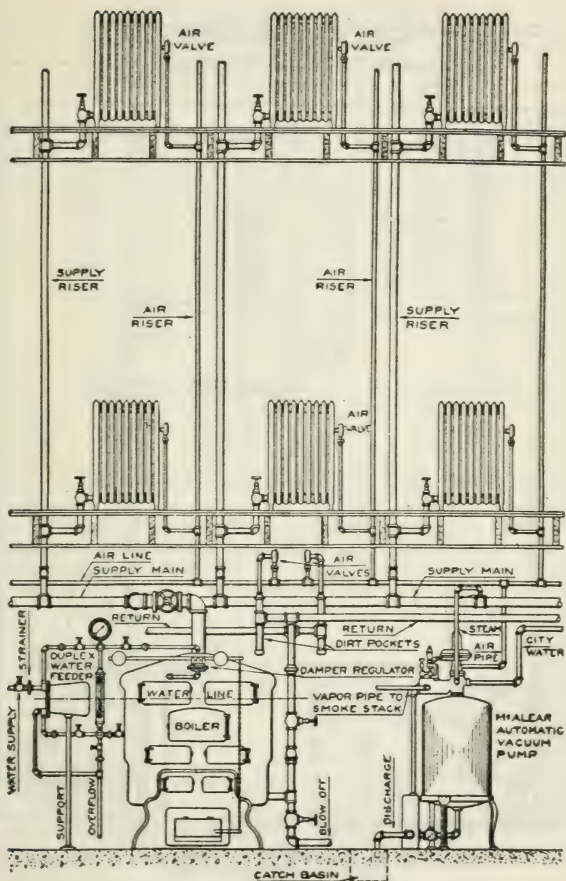 AIR
VALVE
AIR
VALVE
SUPPLY
RISER
AIR
RISER
AIR
RISER
SUPPLY
RISER
AIR
VALVE
AIR LINE
SUPPLY MAIN
AIR
VALVES
SUPPLY MAIN
RETURN
RETURN
DIRT POCKETS
STEAM
CITY
WATER
STRAINER
DUPLEX
WATER
FEEDER
DAMPER REGULATOR
AIR
PIPE
WATER LINE
VAPOR PIPE TO
SMOKE STACK
BOILER
WATER SUPPLY
MCALEAR
AUTOMATIC
VACUUM
PUMP
SUPPORT
OVERFLOW
BLOW OFF
DISCHARGE
CATCH BASIN